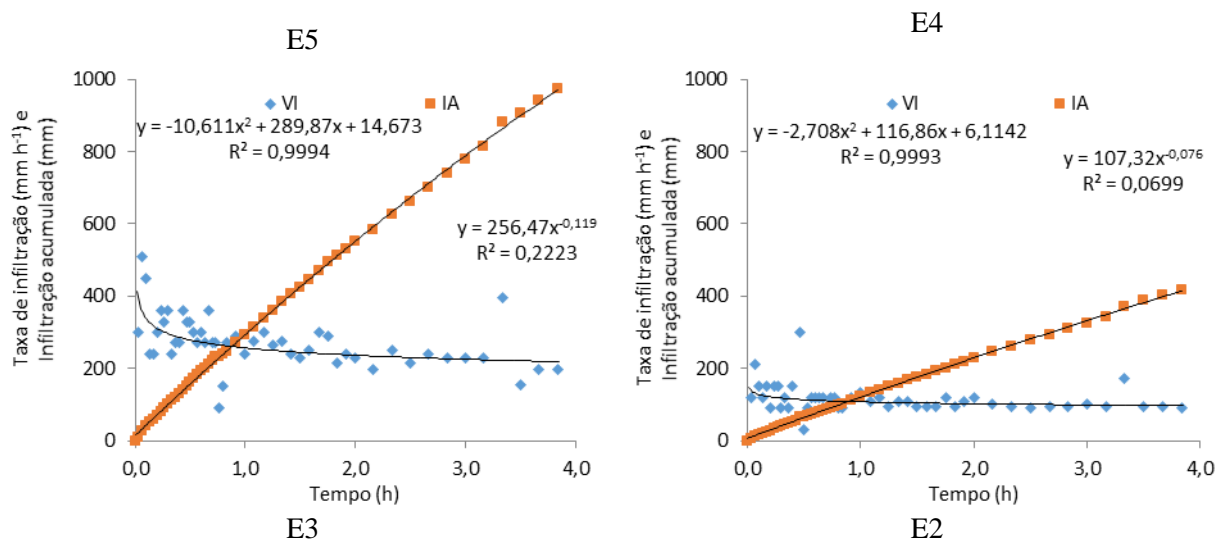 E5
E4
1000
VI
IA
y = -10,611x² + 289,87x + 14,673
R² = 0,9994
y = 256,47x⁻⁰,¹¹⁹
R² = 0,2223
800
600
400
200
0
0,0 1,0 2,0 3,0 4,0
Tempo (h)
Taxa de infiltração (mm h⁻¹) e
Infiltração acumulada (mm)
E3
1000
VI
IA
y = -2,708x² + 116,86x + 6,1142
R² = 0,9993
y = 107,32x⁻⁰,⁰⁷⁶
R² = 0,0699
800
600
400
200
0
0,0 1,0 2,0 3,0 4,0
Tempo (h)
Taxa de infiltração (mm h⁻¹) e
Infiltração acumulada (mm)
E2